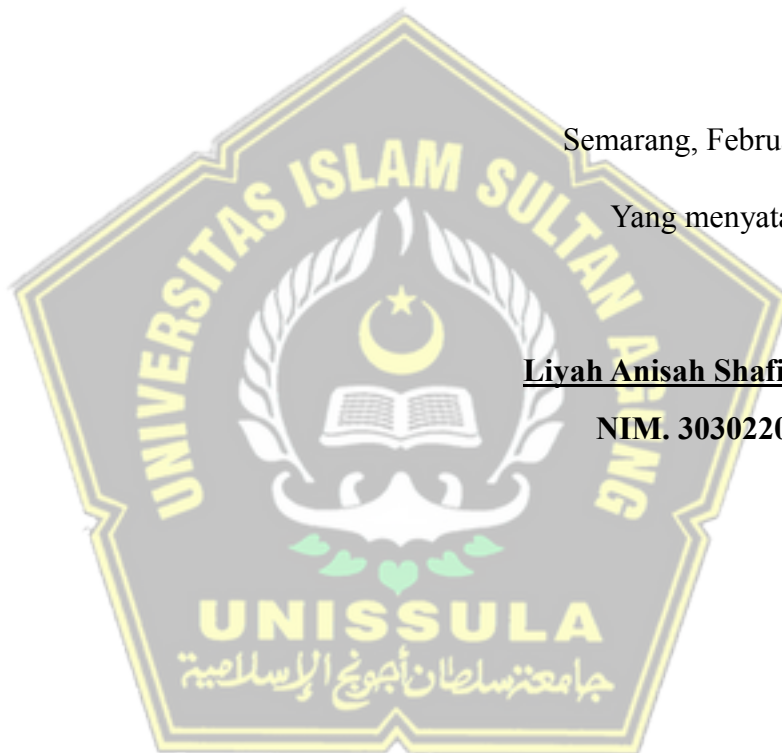 Semarang, Febru
Yang menyata
UNIVERSITAS ISLAM SULTAN AGUNG
Liyah Anisah Shafi
NIM. 3030220
UNISSULA
جامعة سلطان أجونج الإسلامية